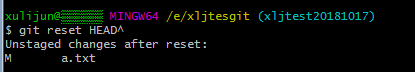 xulijun@ MINGW64 /e/xljtesgit (xljtest20181017)
$ git reset HEAD^
Unstaged changes after reset:
M       a.txt